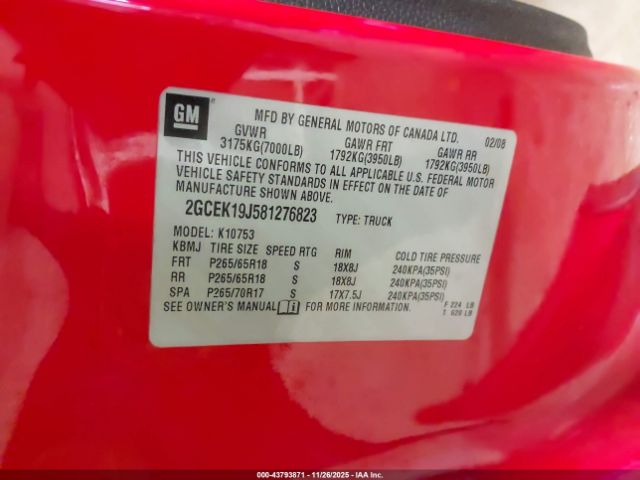 GM
MFD BY GENERAL MOTORS OF CANADA LTD. 02/08
GVWR GAWR FRT GAWR RR
3175KG(7000LB) 1792KG(3950LB) 1792KG(3950LB)
THIS VEHICLE CONFORMS TO ALL APPLICABLE U.S. FEDERAL MOTOR
VEHICLE SAFETY STANDARDS IN EFFECT ON THE DATE OF
MANUFACTURE SHOWN ABOVE.
2GCEK19J581276823 TYPE: TRUCK
MODEL: K10753
KBMJ TIRE SIZE SPEED RTG RIM COLD TIRE PRESSURE
FRT P265/65R18 S 18X8J 240KPA(35PSI)
RR P265/65R18 S 18X8J 240KPA(35PSI)
SPA P265/70R17 S 17X7.5J 240KPA(35PSI)
SEE OWNER'S MANUAL i FOR MORE INFORMATION. F 224 LB
T 620 LB
000-43793871 | 11/26/2025 | IAA Inc.